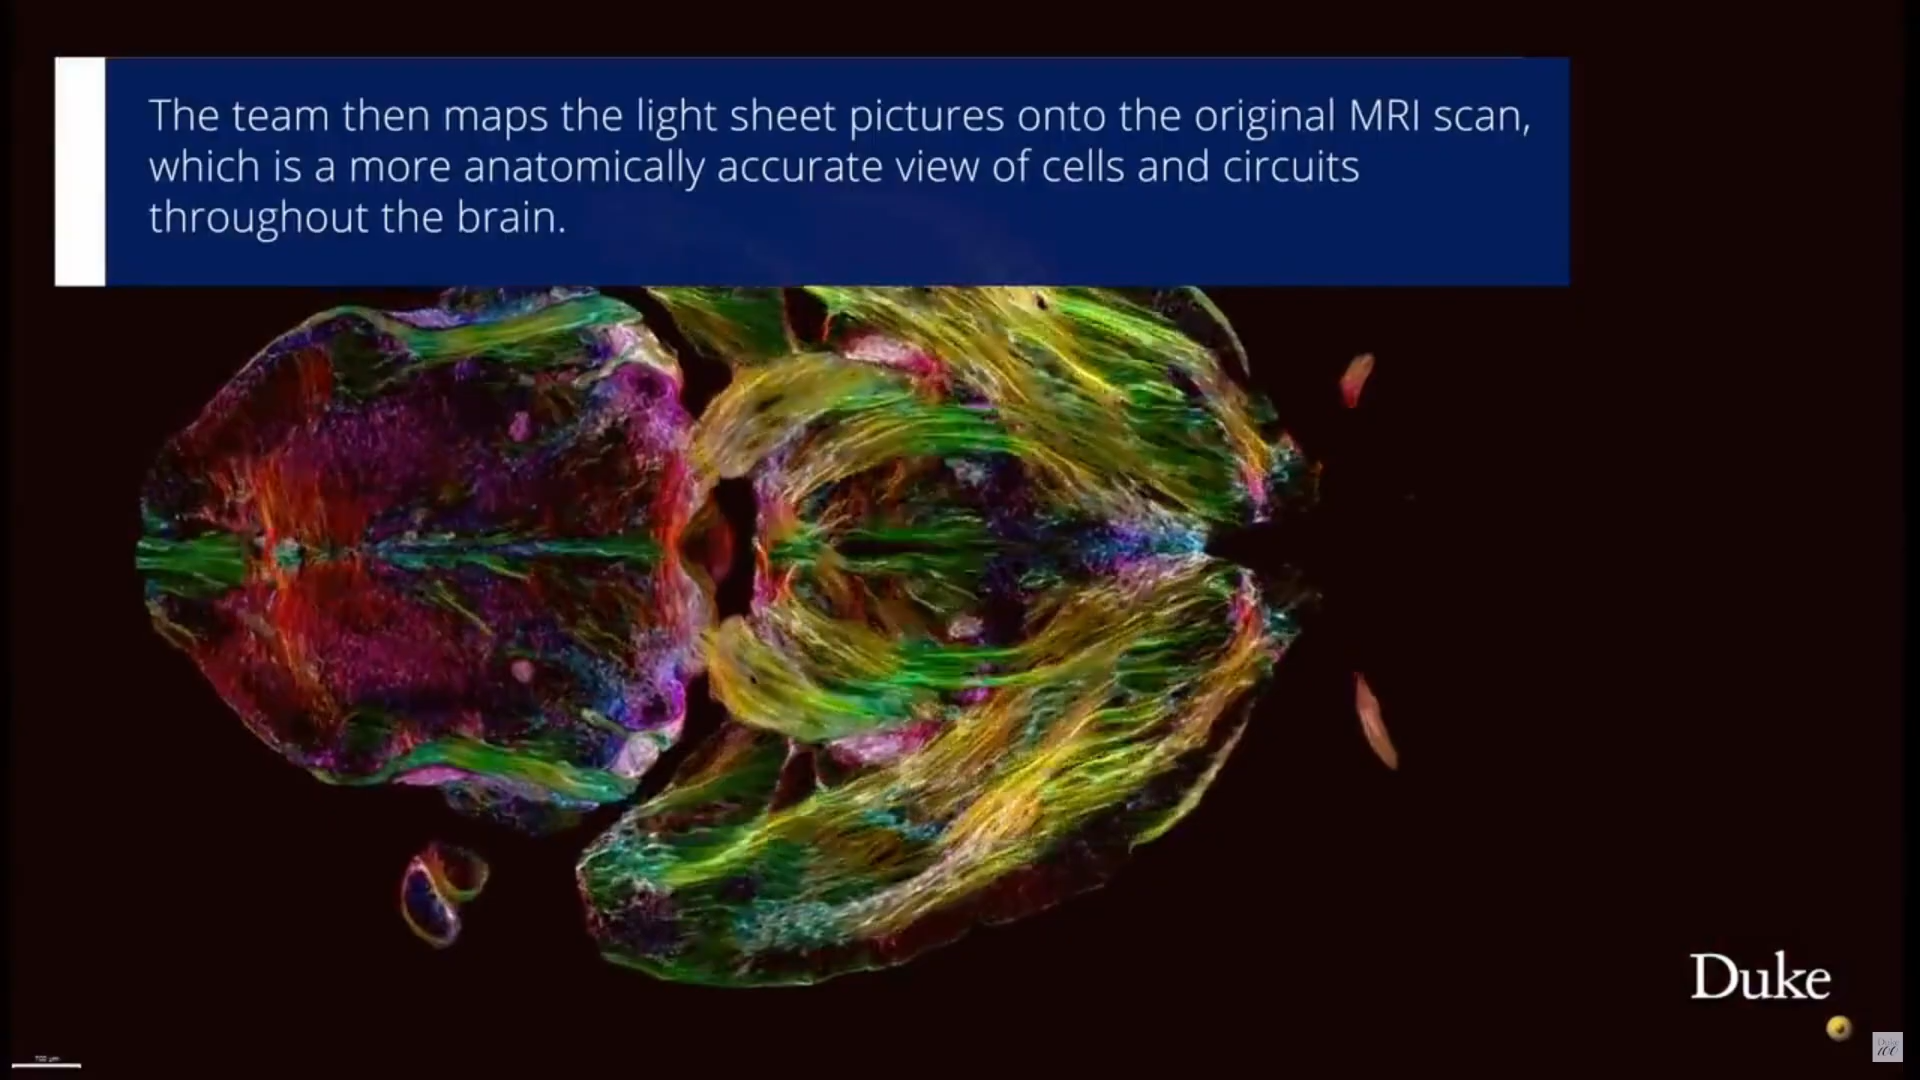 The team then maps the light sheet pictures onto the original MRI scan,
which is a more anatomically accurate view of cells and circuits
throughout the brain.
Duke